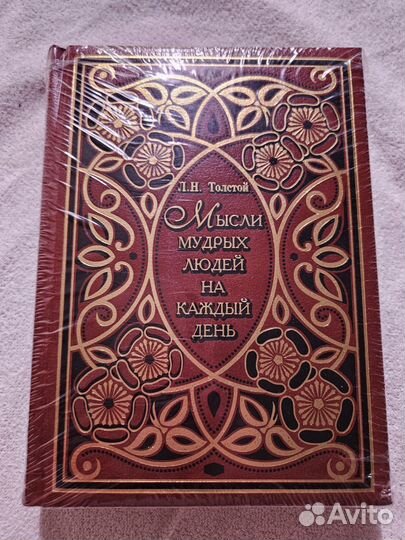 Л.Н. Толстой
Мысли
мудрых
людей
на
каждый
день
Avito